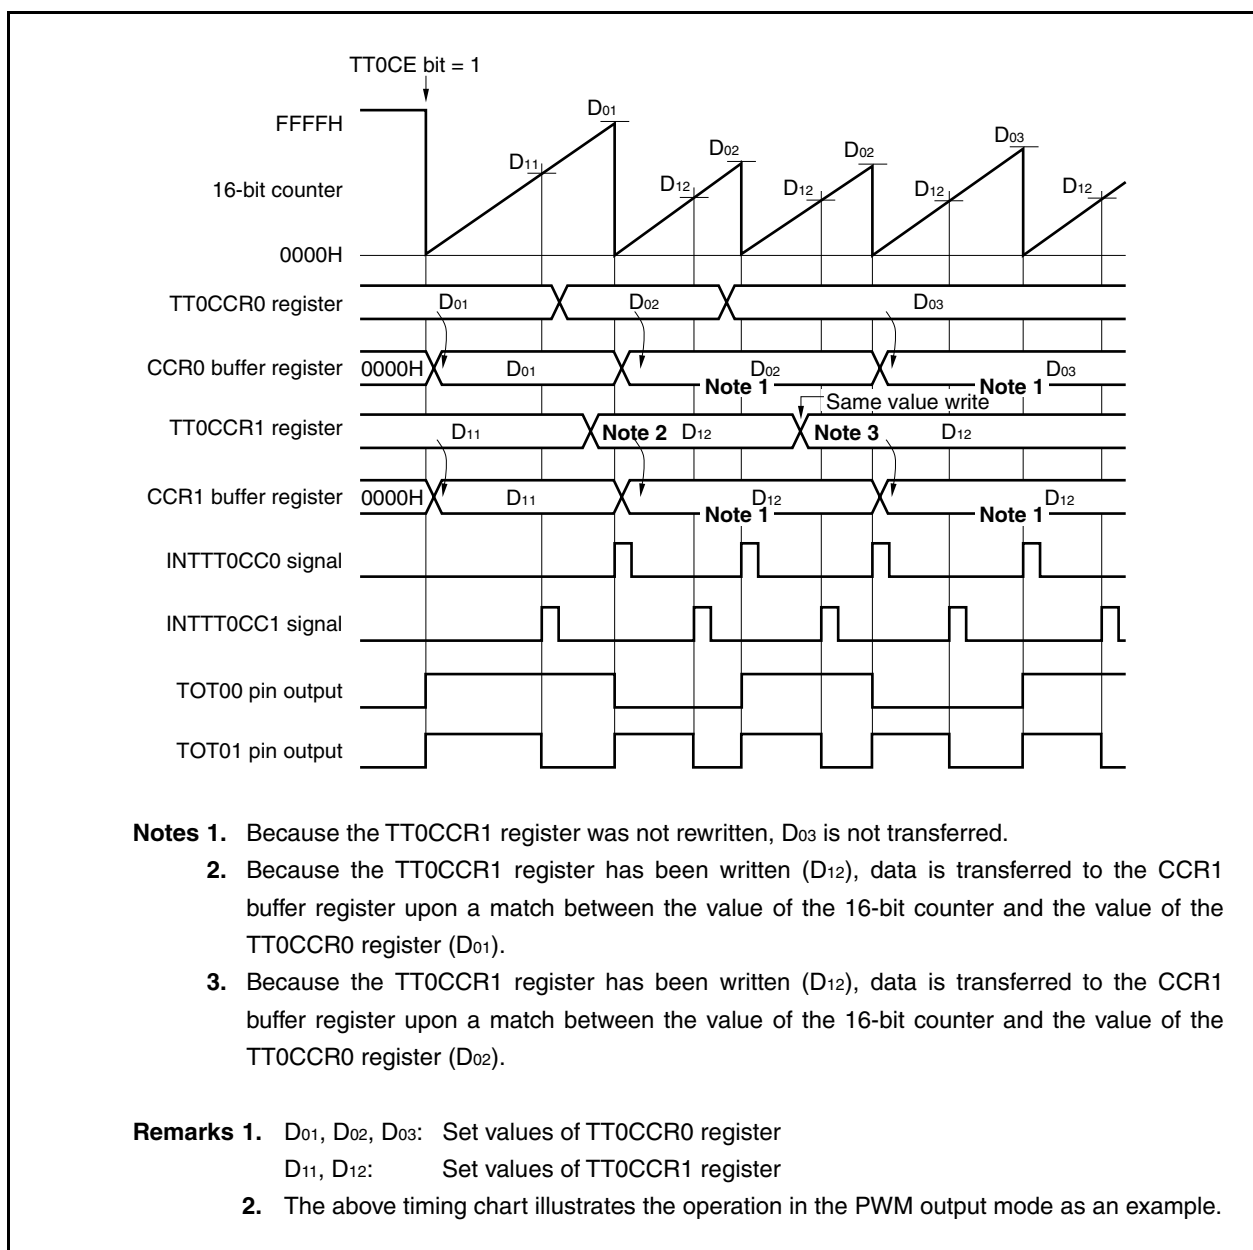 TT0CE bit = 1
FFFFH
D01
D11
D02
D02
D03
16-bit counter
D12
D12
D12
D12
0000H
TT0CCR0 register
D01
D02
D03
CCR0 buffer register
0000H
D01
D02
D03
Note 1
Note 1
Same value write
TT0CCR1 register
D11
Note 2
D12
Note 3
D12
CCR1 buffer register
0000H
D11
D12
D12
Note 1
Note 1
INTTT0CC0 signal
INTTT0CC1 signal
TOT00 pin output
TOT01 pin output
Notes 1. Because the TT0CCR1 register was not rewritten, D03 is not transferred.
2. Because the TT0CCR1 register has been written (D12), data is transferred to the CCR1
buffer register upon a match between the value of the 16-bit counter and the value of the
TT0CCR0 register (D01).
3. Because the TT0CCR1 register has been written (D12), data is transferred to the CCR1
buffer register upon a match between the value of the 16-bit counter and the value of the
TT0CCR0 register (D02).
Remarks 1. D01, D02, D03: Set values of TT0CCR0 register
D11, D12: Set values of TT0CCR1 register
2. The above timing chart illustrates the operation in the PWM output mode as an example.